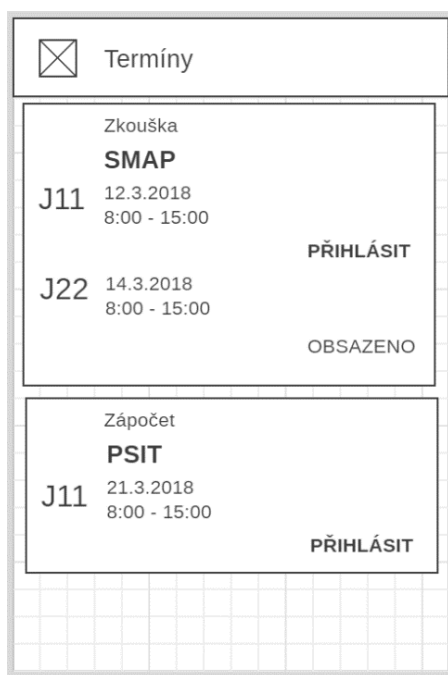 Termíny
Zkouška
SMAP
J11
12.3.2018
8:00 - 15:00
PŘIHLÁSIT
J22
14.3.2018
8:00 - 15:00
OBSAZENO
Zápočet
PSIT
J11
21.3.2018
8:00 - 15:00
PŘIHLÁSIT